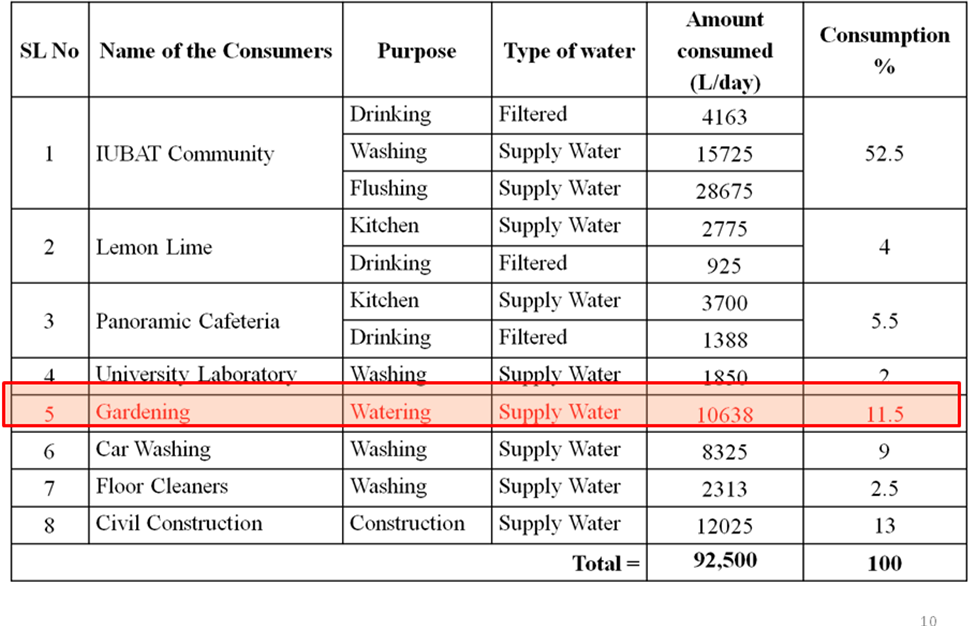 SL No Name of the Consumers Purpose Type of water Amount consumed (L/day) Consumption %
1 IUBAT Community Drinking Filtered 4163 52.5
Washing Supply Water 15725
Flushing Supply Water 28675
2 Lemon Lime Kitchen Supply Water 2775 4
Drinking Filtered 925
3 Panoramic Cafeteria Kitchen Supply Water 3700 5.5
Drinking Filtered 1388
4 University Laboratory Washing Supply Water 1850 2
5 Gardening Watering Supply Water 10638 11.5
6 Car Washing Washing Supply Water 8325 9
7 Floor Cleaners Washing Supply Water 2313 2.5
8 Civil Construction Construction Supply Water 12025 13
Total = 92,500 100
10